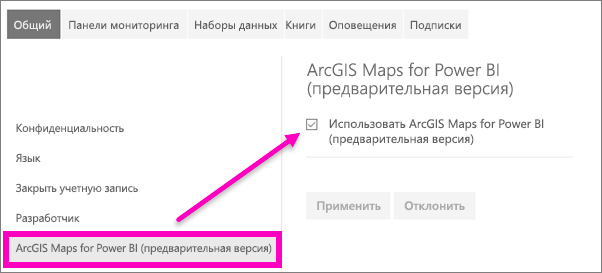 Общий Панели мониторинга Наборы данных Книги Оповещения Подписки
ArcGIS Maps for Power BI
(предварительная версия)
Использовать ArcGIS Maps for Power BI
(предварительная версия)
Конфиденциальность
Язык
Закрыть учетную запись
Разработчик
ArcGIS Maps for Power BI (предварительная версия)
Применить Отклонить